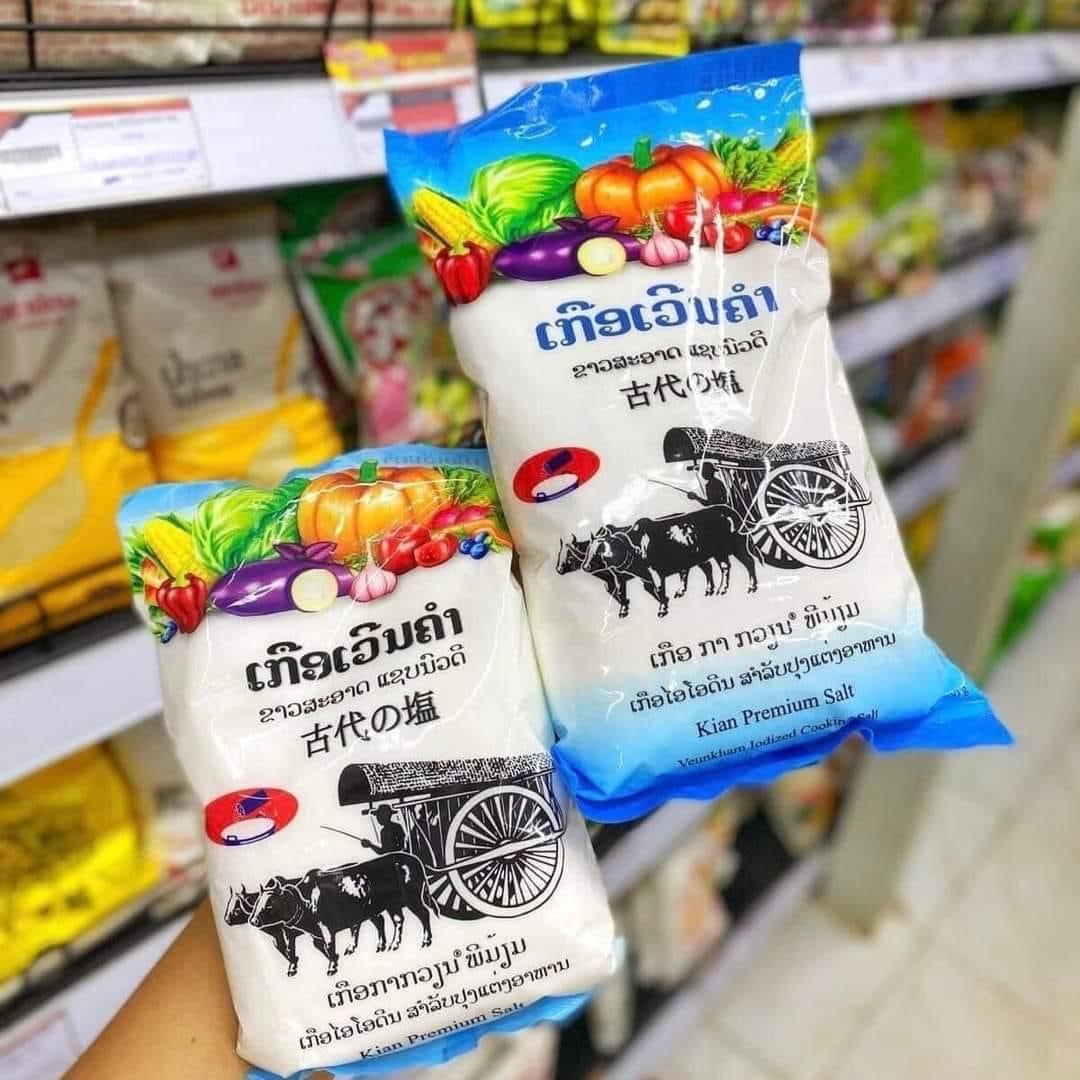 ເກືອເວີນຄຳ
ຂາວສະອາດ ແຊບນົວດີ
古代の塩
ເກືອ ກາ ກວຽນ ພີມ້ຽມ
ເກືອໄອໂອດິນ ສຳລັບປຸງແຕ່ງອາຫານ
Kian Premium Salt
Veunkham Iodized Cooking Salt
ເກືອເວີນຄຳ
ຂາວສະອາດ ແຊບນົວດີ
古代の塩
ເກືອກາກວຽນ ພີມ້ຽມ
ເກືອໄອໂອດິນ ສຳລັບປຸງແຕ່ງອາຫານ
Kian Premium Salt